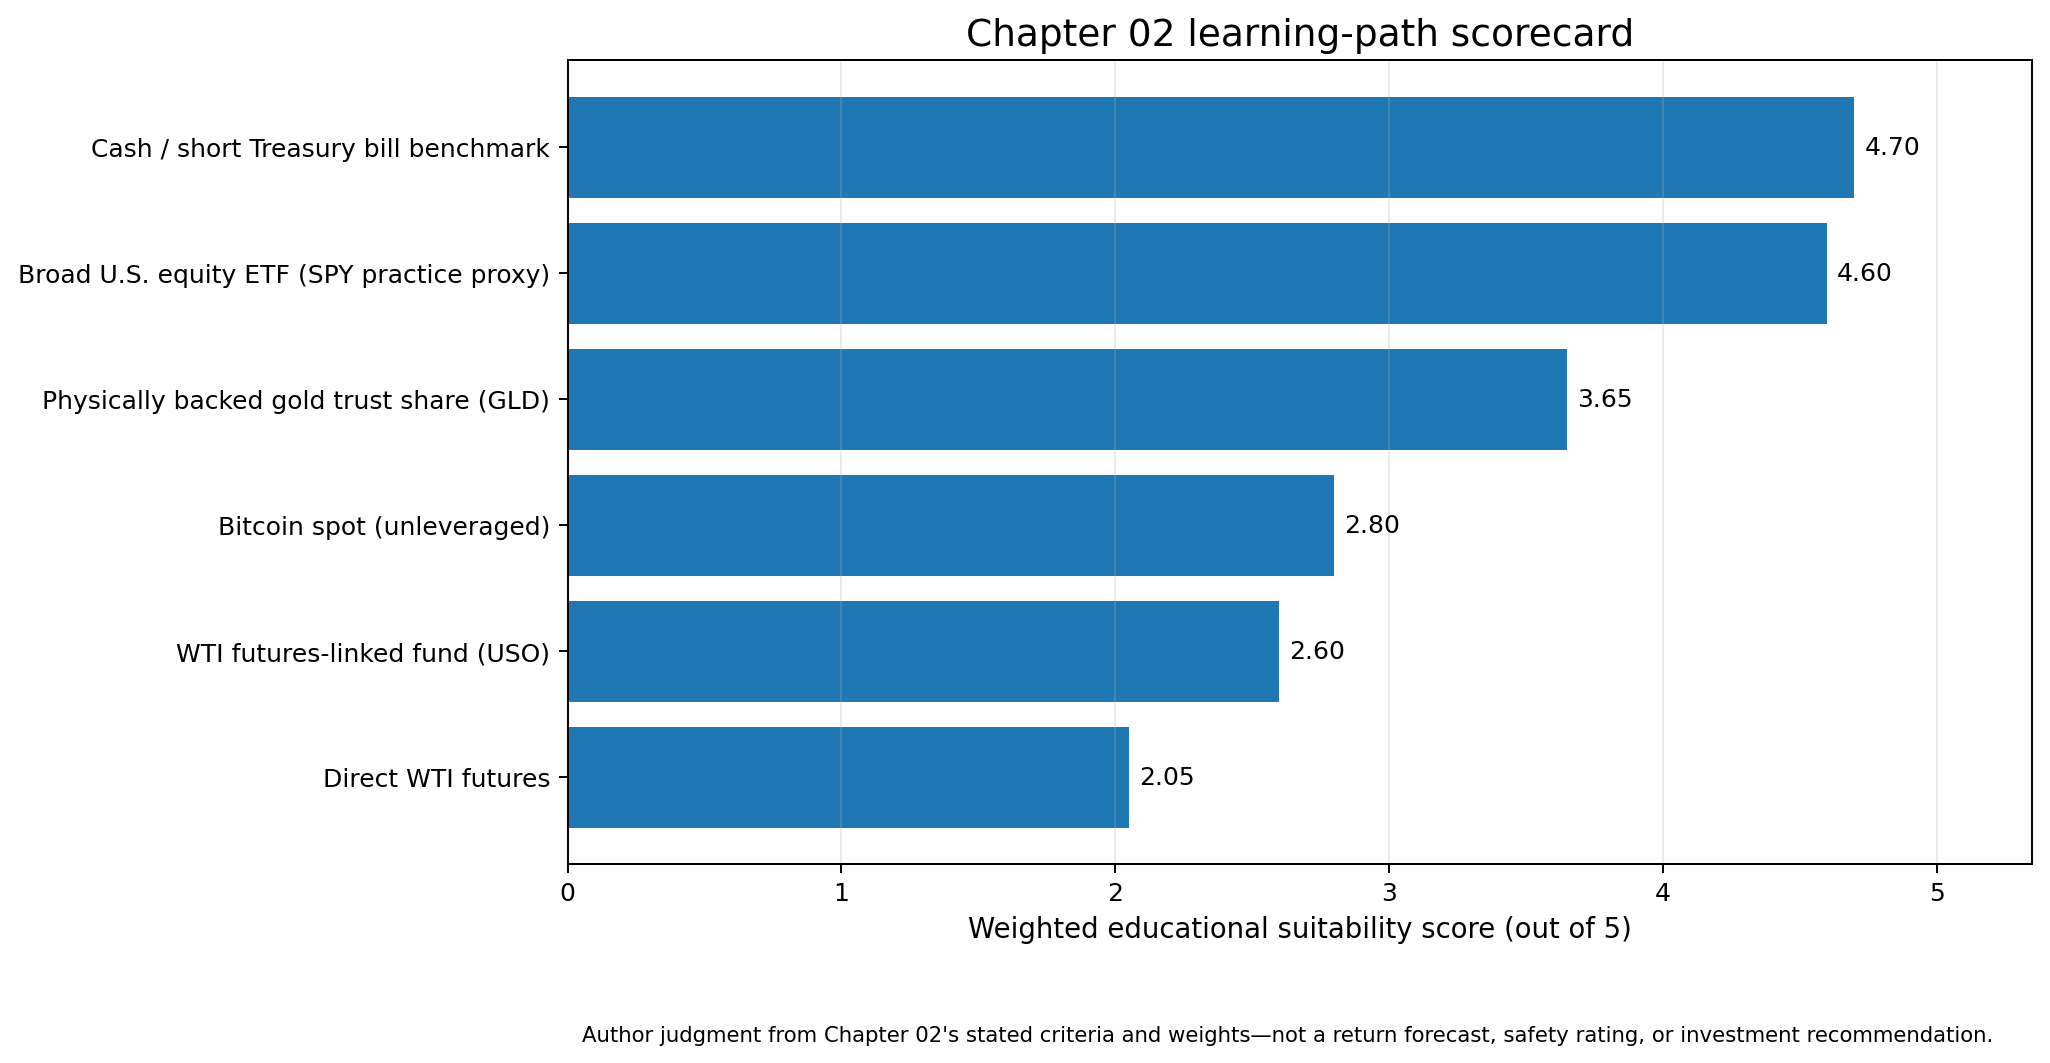 Chapter 02 learning-path scorecard
Cash / short Treasury bill benchmark 4.70
Broad U.S. equity ETF (SPY practice proxy) 4.60
Physically backed gold trust share (GLD) 3.65
Bitcoin spot (unleveraged) 2.80
WTI futures-linked fund (USO) 2.60
Direct WTI futures 2.05
0 1 2 3 4 5
Weighted educational suitability score (out of 5)
Author judgment from Chapter 02's stated criteria and weights—not a return forecast, safety rating, or investment recommendation.